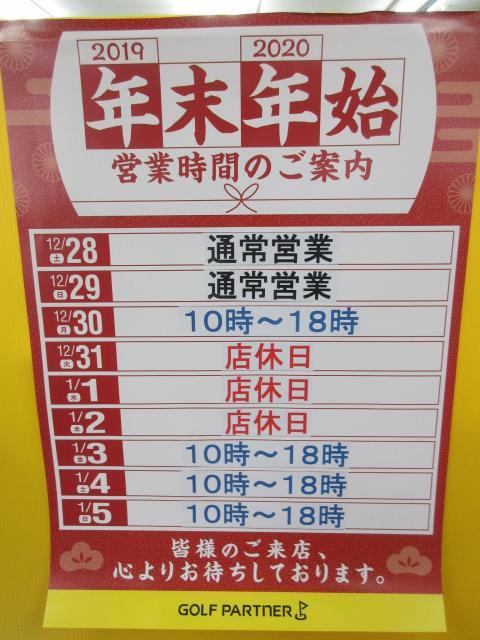 2019 2020
年末年始
営業時間のご案内
12/28 土 通常営業
12/29 日 通常営業
12/30 月 10時～18時
12/31 火 店休日
1/1 水 店休日
1/2 木 店休日
1/3 金 10時～18時
1/4 土 10時～18時
1/5 日 10時～18時
皆様のご来店、
心よりお待ちしております。
GOLF PARTNER